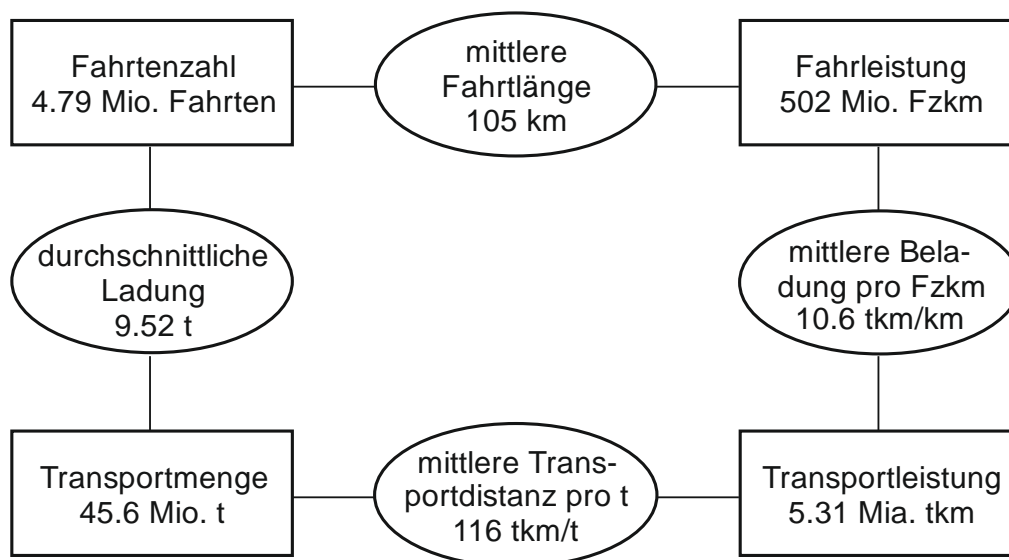 Fahrtenzahl
4.79 Mio. Fahrten
mittlere
Fahrtlänge
105 km
Fahrleistung
502 Mio. Fzkm
durchschnittliche
Ladung
9.52 t
mittlere Bela-
dung pro Fzkm
10.6 tkm/km
Transportmenge
45.6 Mio. t
mittlere Trans-
portdistanz pro t
116 tkm/t
Transportleistung
5.31 Mia. tkm